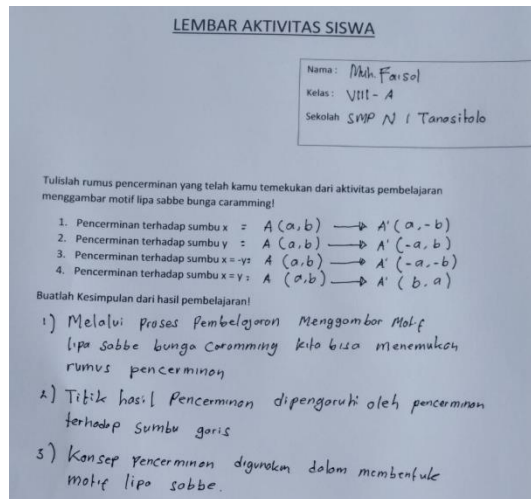 LEMBAR AKTIVITAS SISWA
Nama : Muh. Faisol
Kelas : VIII - A
Sekolah SMP N 1 Tanasitolo
Tulislah rumus pencerminan yang telah kamu temekukan dari aktivitas pembelajaran
menggambar motif lipa sabbe bunga caramming!
1. Pencerminan terhadap sumbu x = A (a,b) → A' (a,-b)
2. Pencerminan terhadap sumbu y = A (a,b) → A' (-a,b)
3. Pencerminan terhadap sumbu x = -y: A (a,b) → A' (-a,-b)
4. Pencerminan terhadap sumbu x = y : A (a,b) → A' (b.a)
Buatlah Kesimpulan dari hasil pembelajaran!
1) Melalui proses Pembelajaran Menggambar Motif
lipa sabbe bunga Caramming kita bisa menemukan
rumus pencerminan
2) Titik hasil Pencerminan dipengaruhi oleh pencerminan
terhadap sumbu garis
3) Konsep Pencerminan digunakan dalam membentuk
motif lipa sabbe.